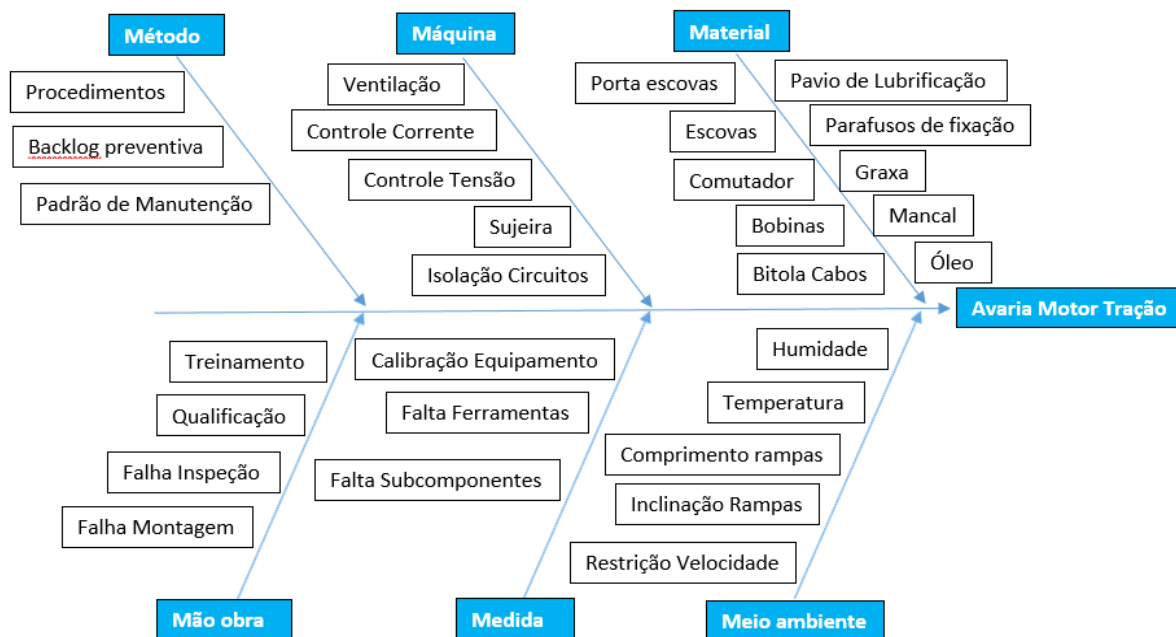 Método
Máquina
Material
Procedimentos
Backlog preventiva
Padrão de Manutenção
Ventilação
Controle Corrente
Controle Tensão
Sujeira
Isolação Circuitos
Porta escovas
Escovas
Comutador
Bobinas
Bitola Cabos
Pavio de Lubrificação
Parafusos de fixação
Graxa
Mancal
Óleo
Avaria Motor Tração
Treinamento
Qualificação
Falha Inspeção
Falha Montagem
Calibração Equipamento
Falta Ferramentas
Falta Subcomponentes
Humidade
Temperatura
Comprimento rampas
Inclinação Rampas
Restrição Velocidade
Mão obra
Medida
Meio ambiente